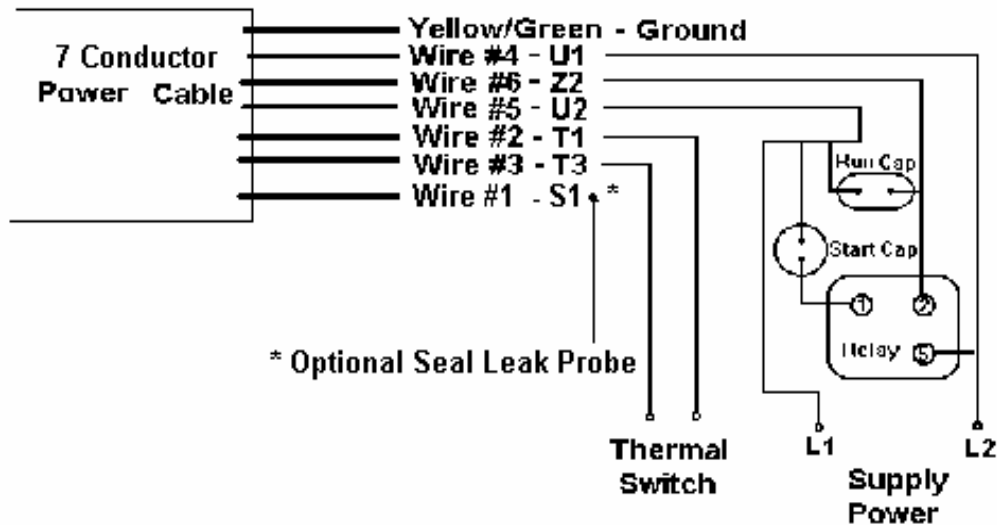 7 Conductor
Power Cable
Yellow/Green - Ground
Wire #4 - U1
Wire #6 - Z2
Wire #5 - U2
Wire #2 - T1
Wire #3 - T3
Wire #1 - S1 *
Run Cap
Start Cap
1
2
Relay 5
* Optional Seal Leak Probe
Thermal
Switch
L1
L2
Supply
Power